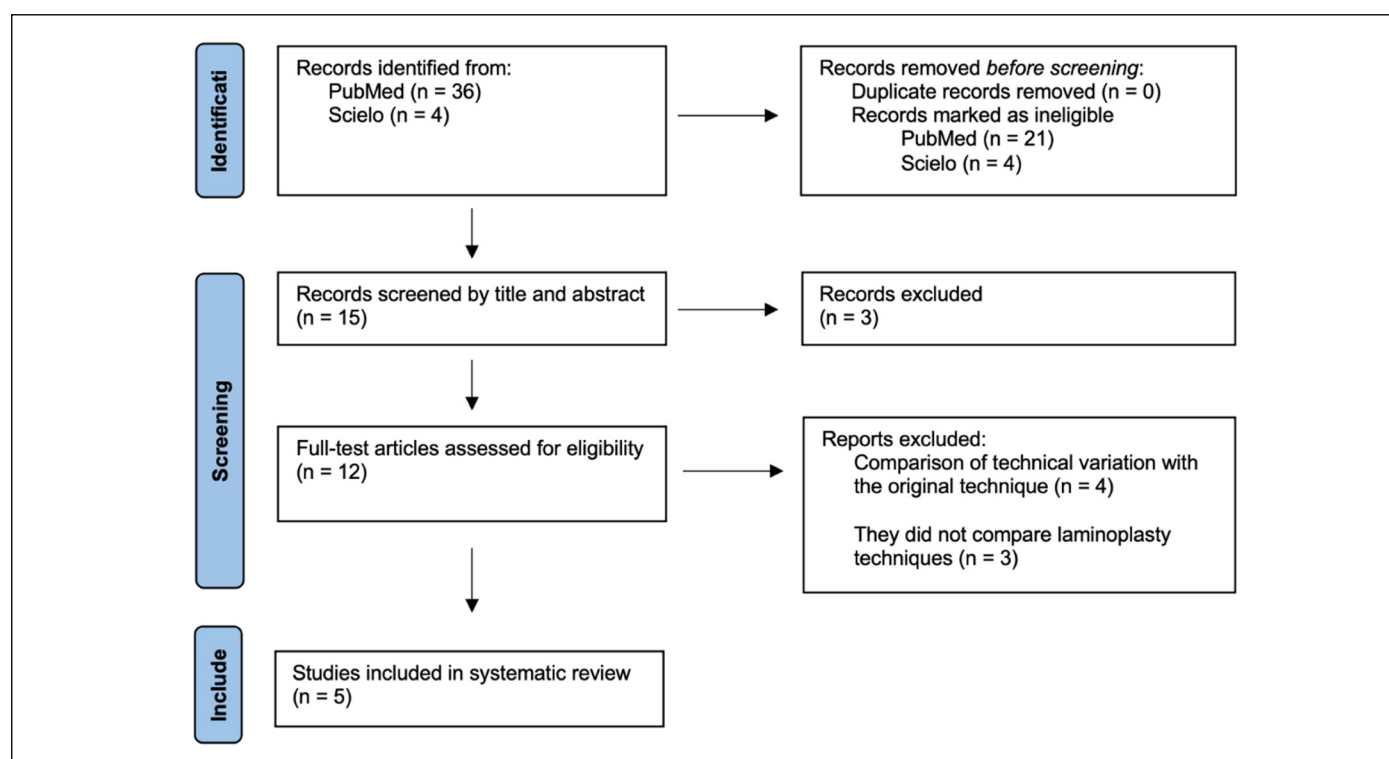 Identificati
Records identified from:
PubMed (n = 36)
Scielo (n = 4)
Records removed before screening:
Duplicate records removed (n = 0)
Records marked as ineligible
PubMed (n = 21)
Scielo (n = 4)
Screening
Records screened by title and abstract
(n = 15)
Records excluded
(n = 3)
Full-test articles assessed for eligibility
(n = 12)
Reports excluded:
Comparison of technical variation with
the original technique (n = 4)
They did not compare laminoplasty
techniques (n = 3)
Include
Studies included in systematic review
(n = 5)